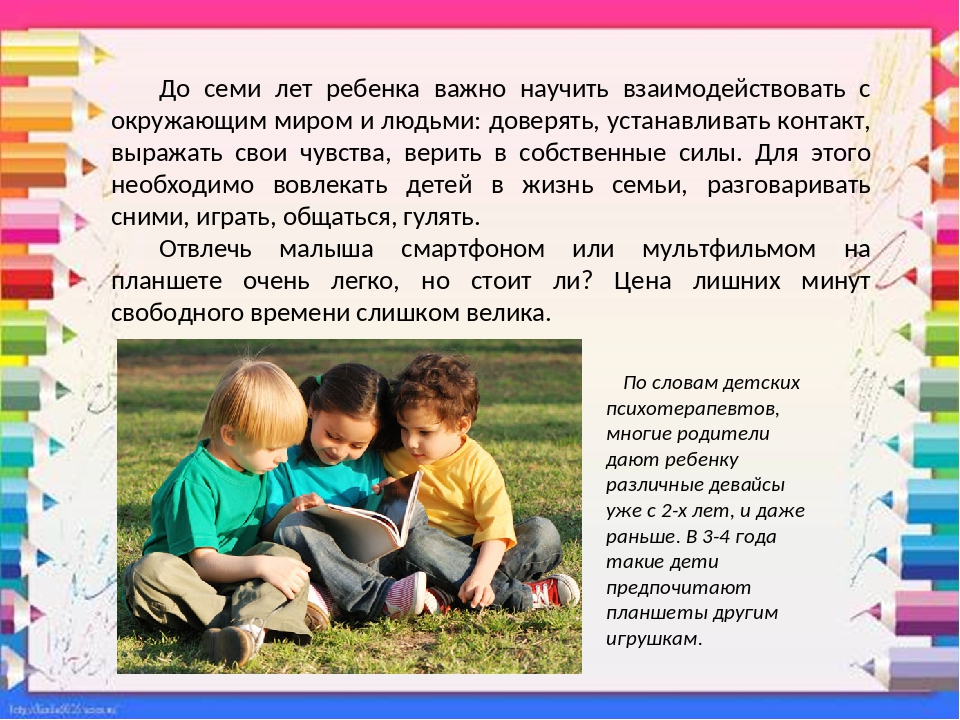 До семи лет ребенка важно научить взаимодействовать с
окружающим миром и людьми: доверять, устанавливать контакт,
выражать свои чувства, верить в собственные силы. Для этого
необходимо вовлекать детей в жизнь семьи, разговаривать
сними, играть, общаться, гулять.
Отвлечь малыша смартфоном или мультфильмом на
планшете очень легко, но стоит ли? Цена лишних минут
свободного времени слишком велика.
По словам детских
психотерапевтов,
многие родители
дают ребенку
различные девайсы
уже с 2-х лет, и даже
раньше. В 3-4 года
такие дети
предпочитают
планшеты другим
игрушкам.